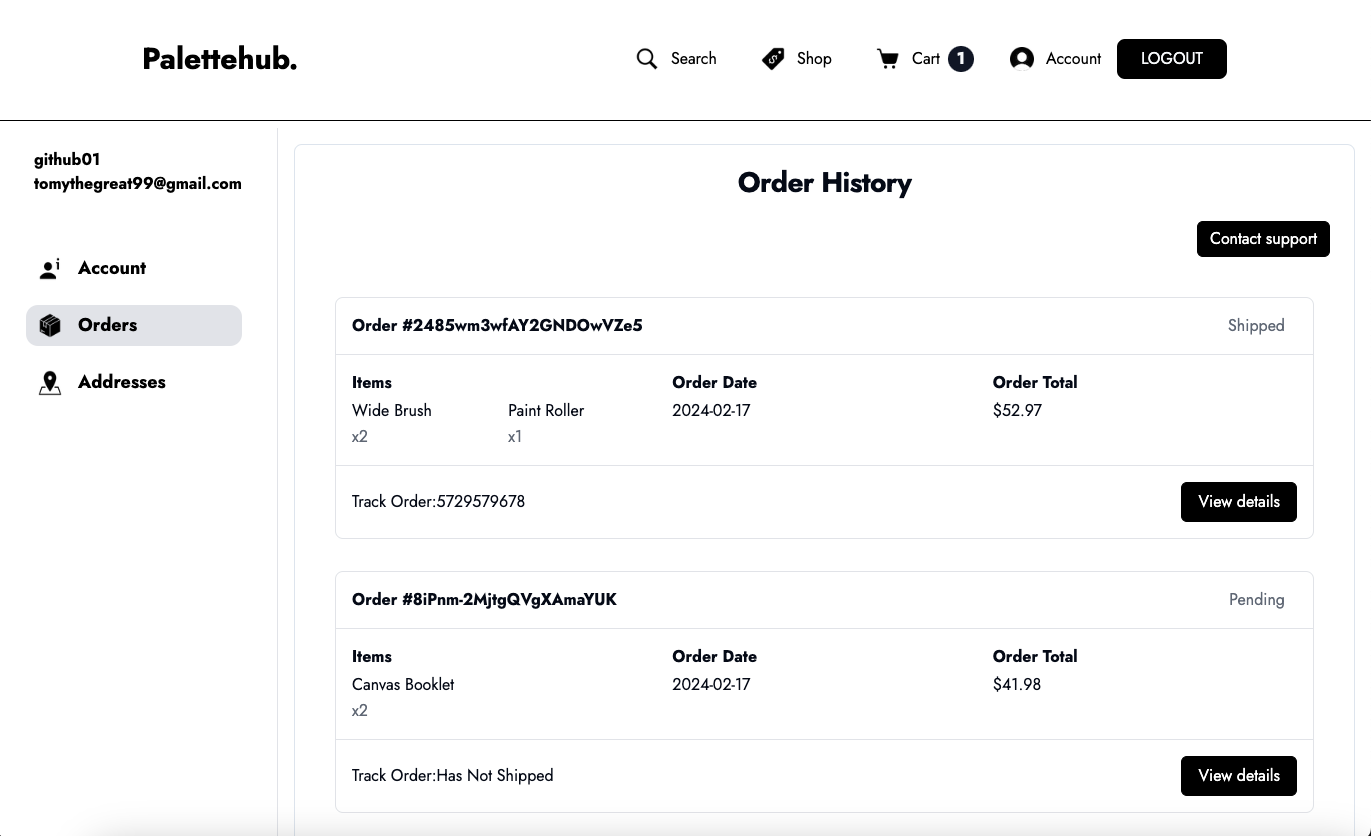 Palettehub.
Search
Shop
Cart 1
Account
LOGOUT
github01
tomythegreat99@gmail.com
Account
Orders
Addresses
Order History
Contact support
Order #2485wm3wfAY2GNDOwVZe5
Shipped
Items
Order Date
Order Total
Wide Brush
Paint Roller
2024-02-17
$52.97
x2
x1
Track Order:5729579678
View details
Order #8iPnm-2MjtgQVgXAmaYUK
Pending
Items
Order Date
Order Total
Canvas Booklet
2024-02-17
$41.98
x2
Track Order:Has Not Shipped
View details